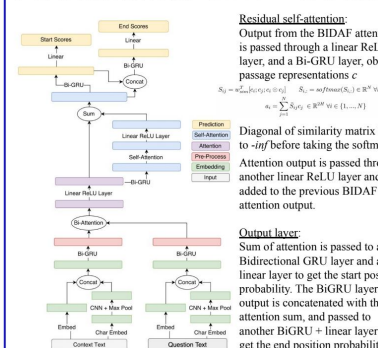 End Scores
Start Scores
Linear
Linear
Bi-GRU
Bi-GRU
Concat
Sum
Linear ReLU Layer
Self-Attention
Bi-GRU
Linear ReLU Layer
Bi-Attention
Bi-GRU
Bi-GRU
Concat
Concat
CNN + Max Pool
CNN + Max Pool
Embed
Char Embed
Embed
Char Embed
Context Text
Question Text
Prediction
Self-Attention
Attention
Pre-Process
Embedding
Input
Residual self-attention:
Output from the BIDAF atten
is passed through a linear ReL
layer, and a Bi-GRU layer, ob
passage representations c
Diagonal of similarity matrix
to -inf before taking the softm
Attention output is passed thro
another linear ReLU layer and
added to the previous BIDAF
attention output.
Output layer:
Sum of attention is passed to a
Bidirectional GRU layer and a
linear layer to get the start pos
probability. The BiGRU layer
output is concatenated with th
attention sum, and passed to
another BiGRU + linear layer
get the end position probabilit